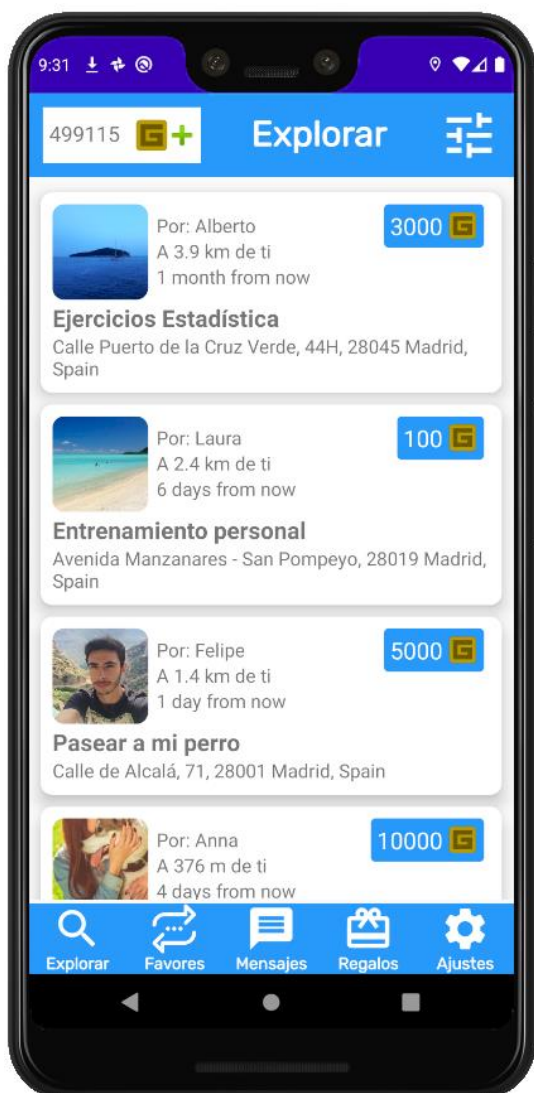 9:31
499115 G +
Explorar
Por: Alberto
3000 G
A 3.9 km de ti
1 month from now
Ejercicios Estadística
Calle Puerto de la Cruz Verde, 44H, 28045 Madrid,
Spain
Por: Laura
100 G
A 2.4 km de ti
6 days from now
Entrenamiento personal
Avenida Manzanares - San Pompeyo, 28019 Madrid,
Spain
Por: Felipe
5000 G
A 1.4 km de ti
1 day from now
Pasear a mi perro
Calle de Alcalá, 71, 28001 Madrid, Spain
Por: Anna
10000 G
A 376 m de ti
4 days from now
Explorar Favores Mensajes Regalos Ajustes